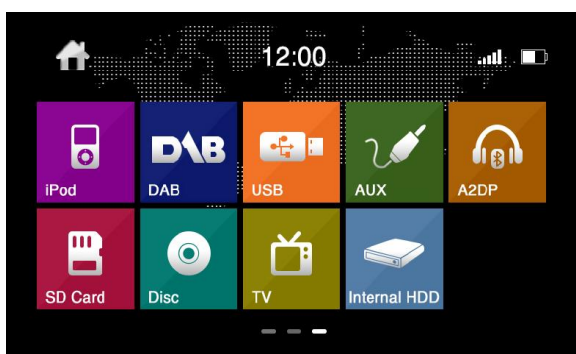 12:00
iPod
DAB
DAB
USB
AUX
A2DP
SD Card
Disc
TV
Internal HDD